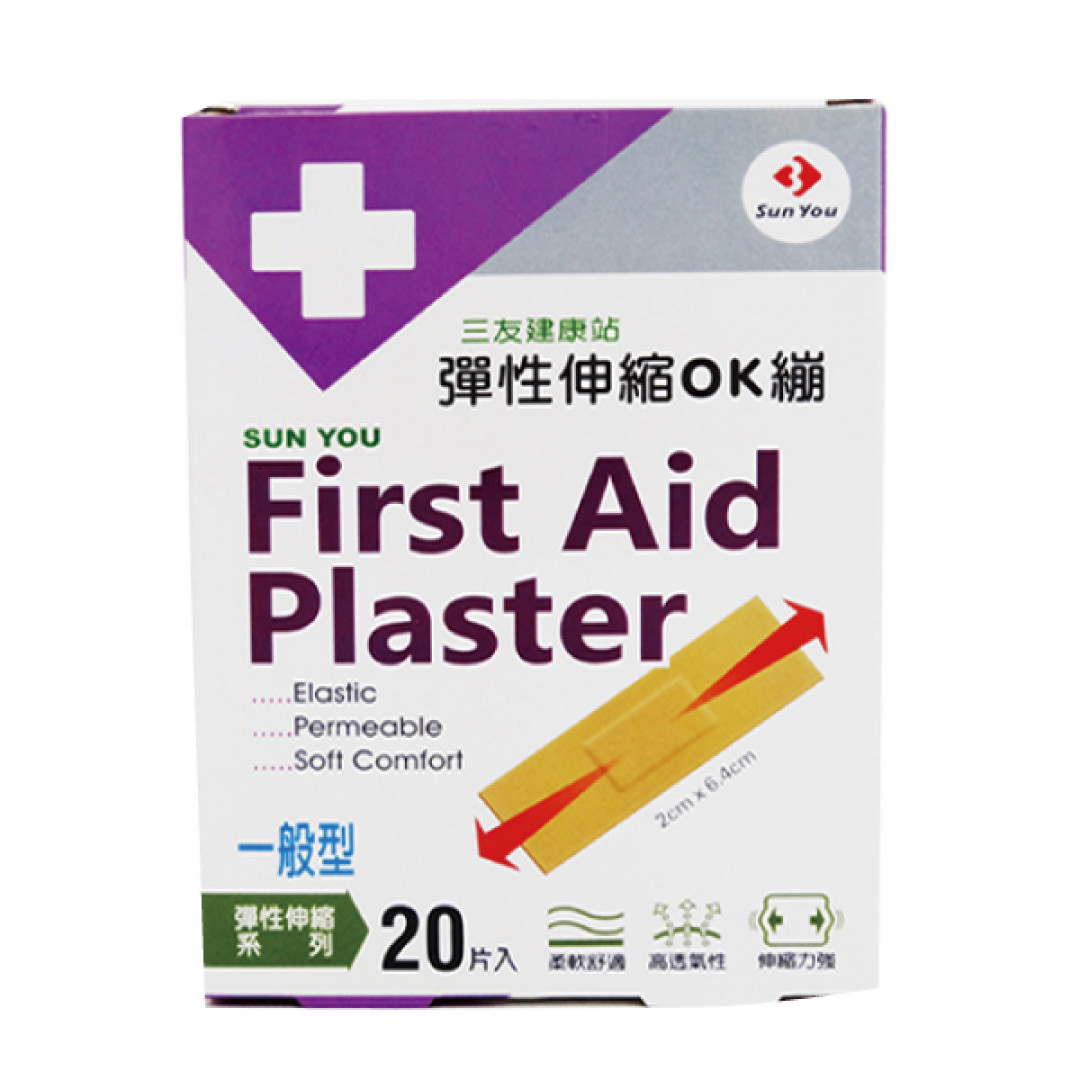 Sun You
三友建康站
彈性伸縮OK繃
SUN YOU
First Aid
Plaster
.....Elastic
.....Permeable
.....Soft Comfort
2cm x 6.4cm
一般型
彈性伸縮
系 列
20片入
柔軟舒適
高透氣性
伸縮力強